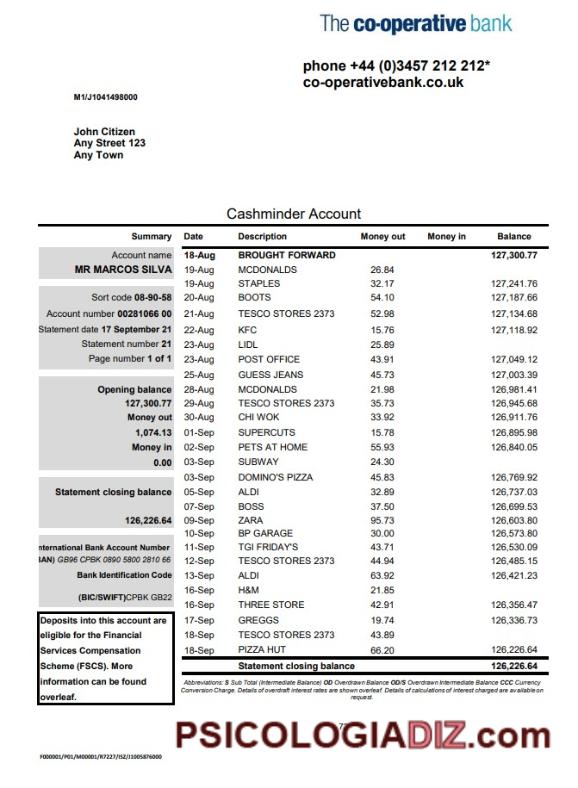 The co-operative bank
phone +44 (0)3457 212 212*
co-operativebank.co.uk
M1/J1041498000
John Citizen
Any Street 123
Any Town
Cashminder Account
Summary Date Description Money out Money in Balance
Account name
MR MARCOS SILVA
Sort code 08-90-58
Account number 00281066 00
Statement date 17 September 21
Statement number 21
Page number 1 of 1
Opening balance
127,300.77
Money out
1,074.13
Money in
0.00
Statement closing balance
126,226.64
nternational Bank Account Number
IAN) GB96 CPBK 0890 5800 2810 66
Bank Identification Code
(BIC/SWIFT)CPBK GB22
Deposits into this account are
eligible for the Financial
Services Compensation
Scheme (FSCS). More
information can be found
overleaf.
18-Aug BROUGHT FORWARD 127,300.77
19-Aug MCDONALDS 26.84
19-Aug STAPLES 32.17 127,241.76
20-Aug BOOTS 54.10 127,187.66
21-Aug TESCO STORES 2373 52.98 127,134.68
22-Aug KFC 15.76 127,118.92
23-Aug LIDL 25.89
23-Aug POST OFFICE 43.91 127,049.12
25-Aug GUESS JEANS 45.73 127,003.39
28-Aug MCDONALDS 21.98 126,981.41
29-Aug TESCO STORES 2373 35.73 126,945.68
30-Aug CHI WOK 33.92 126,911.76
01-Sep SUPERCUTS 15.78 126,895.98
02-Sep PETS AT HOME 55.93 126,840.05
03-Sep SUBWAY 24.30
03-Sep DOMINO'S PIZZA 45.83 126,769.92
05-Sep ALDI 32.89 126,737.03
07-Sep BOSS 37.50 126,699.53
09-Sep ZARA 95.73 126,603.80
10-Sep BP GARAGE 30.00 126,573.80
11-Sep TGI FRIDAY'S 43.71 126,530.09
12-Sep TESCO STORES 2373 44.94 126,485.15
13-Sep ALDI 63.92 126,421.23
16-Sep H&M 21.85
16-Sep THREE STORE 42.91 126,356.47
17-Sep GREGGS 19.74 126,336.73
18-Sep TESCO STORES 2373 43.89
18-Sep PIZZA HUT 66.20 126,226.64
Statement closing balance 126,226.64
Abbreviations: S Sub Total (Intermediate Balance) OD Overdrawn Balance OD/S Overdrawn Intermediate Balance CCC Currency
Conversion Charge. Details of overdraft interest rates are shown overleaf. Details of calculations of interest charged are available on
request.
PSICOLOGIADIZ.com
F000001/P01/M00001/R7227/ISZ/J1005876000